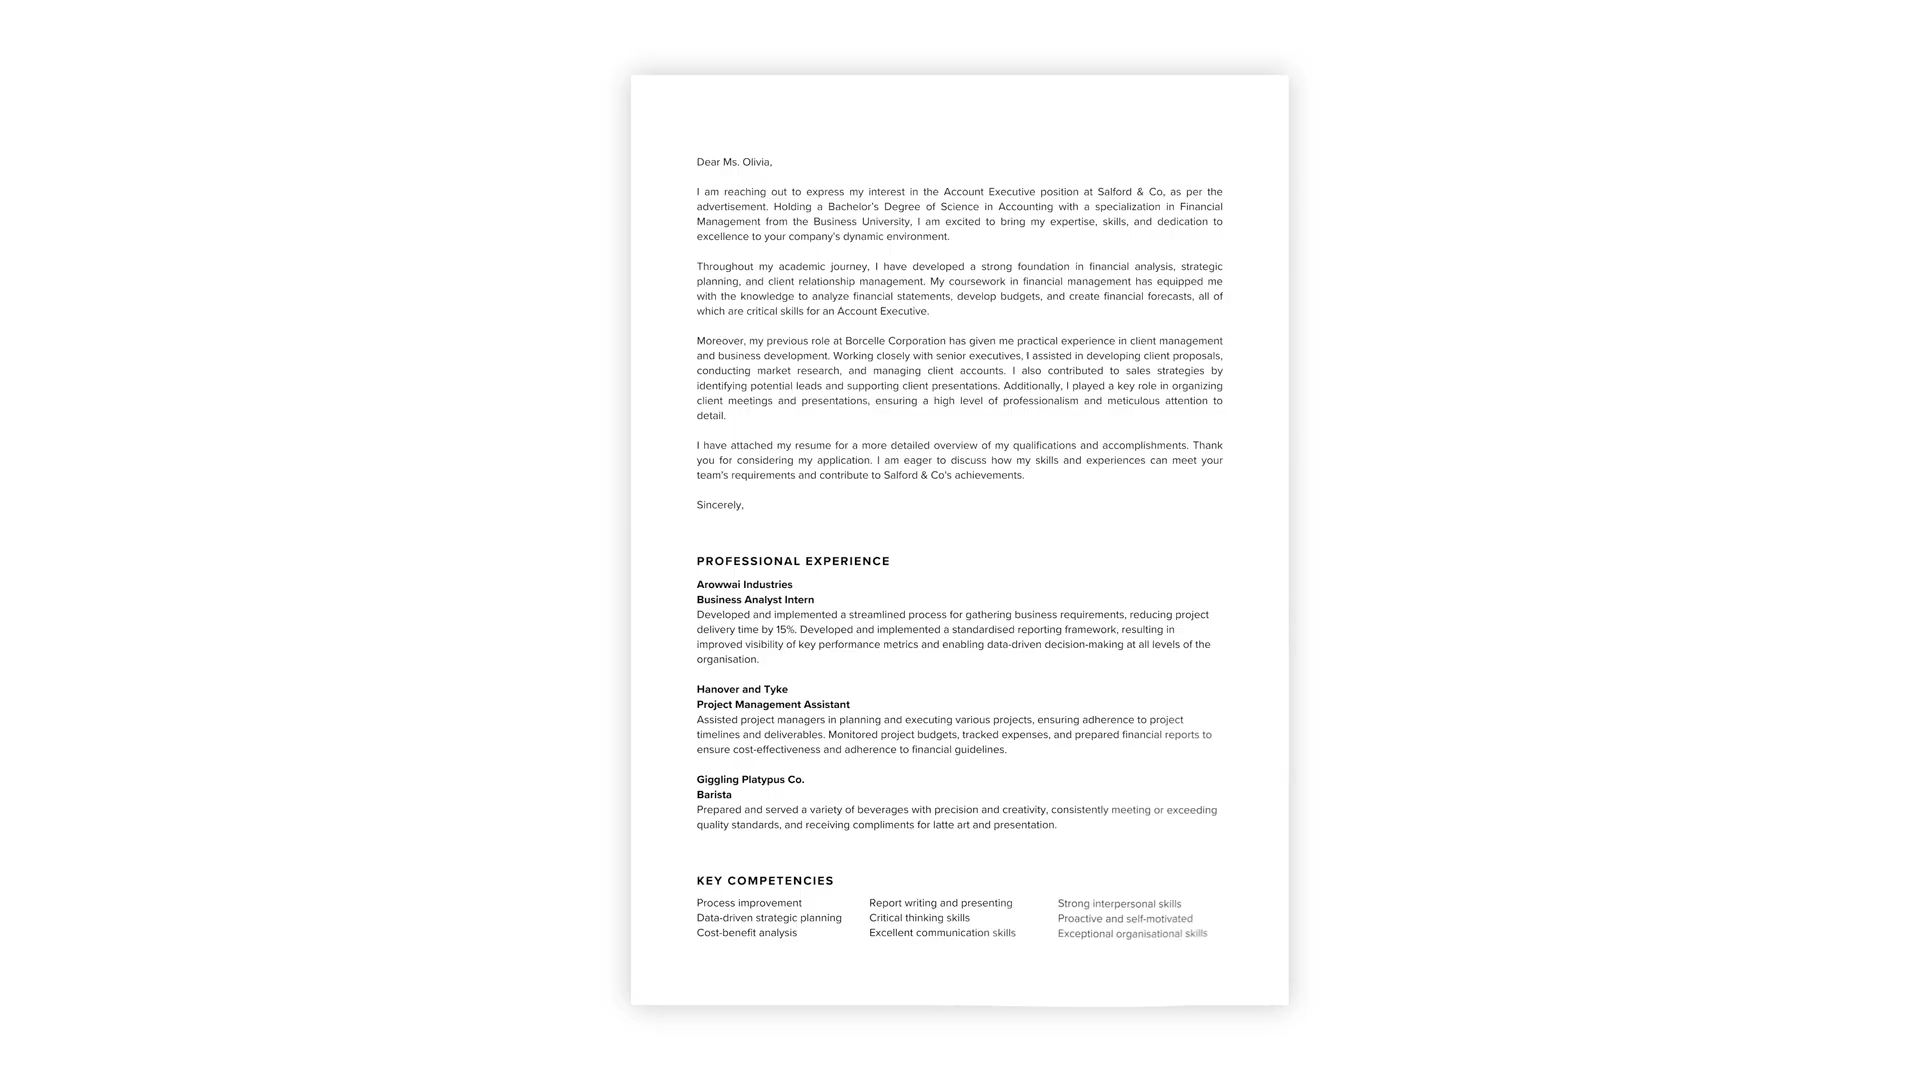 Dear Ms. Olivia,
I am reaching out to express my interest in the Account Executive position at Salford & Co, as per the
advertisement. Holding a Bachelor's Degree of Science in Accounting with a specialization in Financial
Management from the Business University, I am excited to bring my expertise, skills, and dedication to
excellence to your company's dynamic environment.
Throughout my academic journey, I have developed a strong foundation in financial analysis, strategic
planning, and client relationship management. My coursework in financial management has equipped me
with the knowledge to analyze financial statements, develop budgets, and create financial forecasts, all of
which are critical skills for an Account Executive.
Moreover, my previous role at Borcelle Corporation has given me practical experience in client management
and business development. Working closely with senior executives, I assisted in developing client proposals,
conducting market research, and managing client accounts. I also contributed to sales strategies by
identifying potential leads and supporting client presentations. Additionally, I played a key role in organizing
client meetings and presentations, ensuring a high level of professionalism and meticulous attention to
detail.
I have attached my resume for a more detailed overview of my qualifications and accomplishments. Thank
you for considering my application. I am eager to discuss how my skills and experiences can meet your
team's requirements and contribute to Salford & Co's achievements.
Sincerely,
PROFESSIONAL EXPERIENCE
Arowwai Industries
Business Analyst Intern
Developed and implemented a streamlined process for gathering business requirements, reducing project
delivery time by 15%. Developed and implemented a standardised reporting framework, resulting in
improved visibility of key performance metrics and enabling data-driven decision-making at all levels of the
organisation.
Hanover and Tyke
Project Management Assistant
Assisted project managers in planning and executing various projects, ensuring adherence to project
timelines and deliverables. Monitored project budgets, tracked expenses, and prepared financial reports to
ensure cost-effectiveness and adherence to financial guidelines.
Giggling Platypus Co.
Barista
Prepared and served a variety of beverages with precision and creativity, consistently meeting or exceeding
quality standards, and receiving compliments for latte art and presentation.
KEY COMPETENCIES
Process improvement
Data-driven strategic planning
Cost-benefit analysis
Report writing and presenting
Critical thinking skills
Excellent communication skills
Strong interpersonal skills
Proactive and self-motivated
Exceptional organisational skills